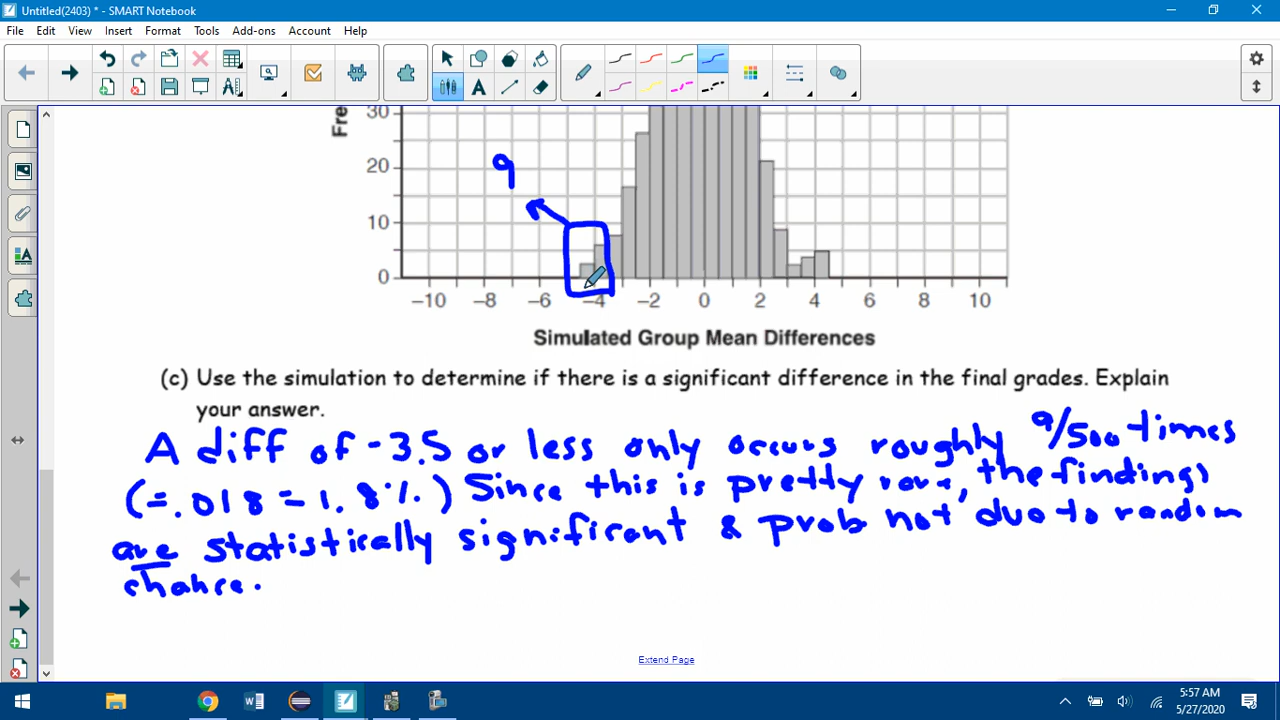 Untitled(2403) * - SMART Notebook
File Edit View Insert Format Tools Add-ons Account Help
Fre
30
20
10
0
9
−10 −8 −6 −4 −2 0 2 4 6 8 10
Simulated Group Mean Differences
(c) Use the simulation to determine if there is a significant difference in the final grades. Explain
your answer.
A diff of -3.5 or less only occurs roughly 9/500 times
(=.018 = 1.8%.) Since this is pretty rare, the findings
are statistically significant & prob not due to random
chance.
Extend Page
5:57 AM
5/27/2020